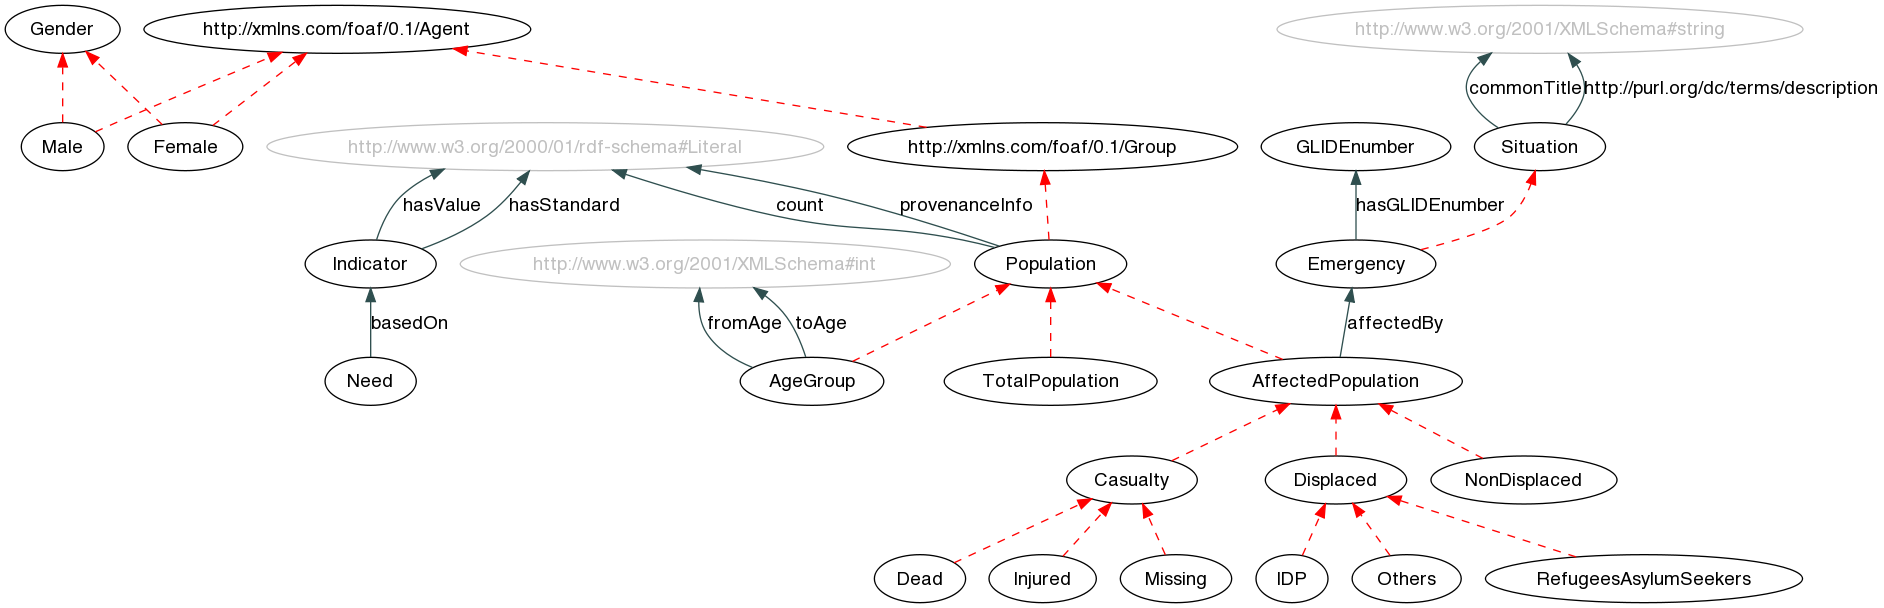 Gender
http://xmlns.com/foaf/0.1/Agent
http://www.w3.org/2001/XMLSchema#string
commonTitle
http://purl.org/dc/terms/description
Male
Female
http://www.w3.org/2000/01/rdf-schema#Literal
http://xmlns.com/foaf/0.1/Group
GLIDEnumber
Situation
hasValue
hasStandard
count
provenanceInfo
hasGLIDEnumber
Indicator
http://www.w3.org/2001/XMLSchema#int
Population
Emergency
basedOn
fromAge
toAge
affectedBy
Need
AgeGroup
TotalPopulation
AffectedPopulation
Casualty
Displaced
NonDisplaced
Dead
Injured
Missing
IDP
Others
RefugeesAsylumSeekers